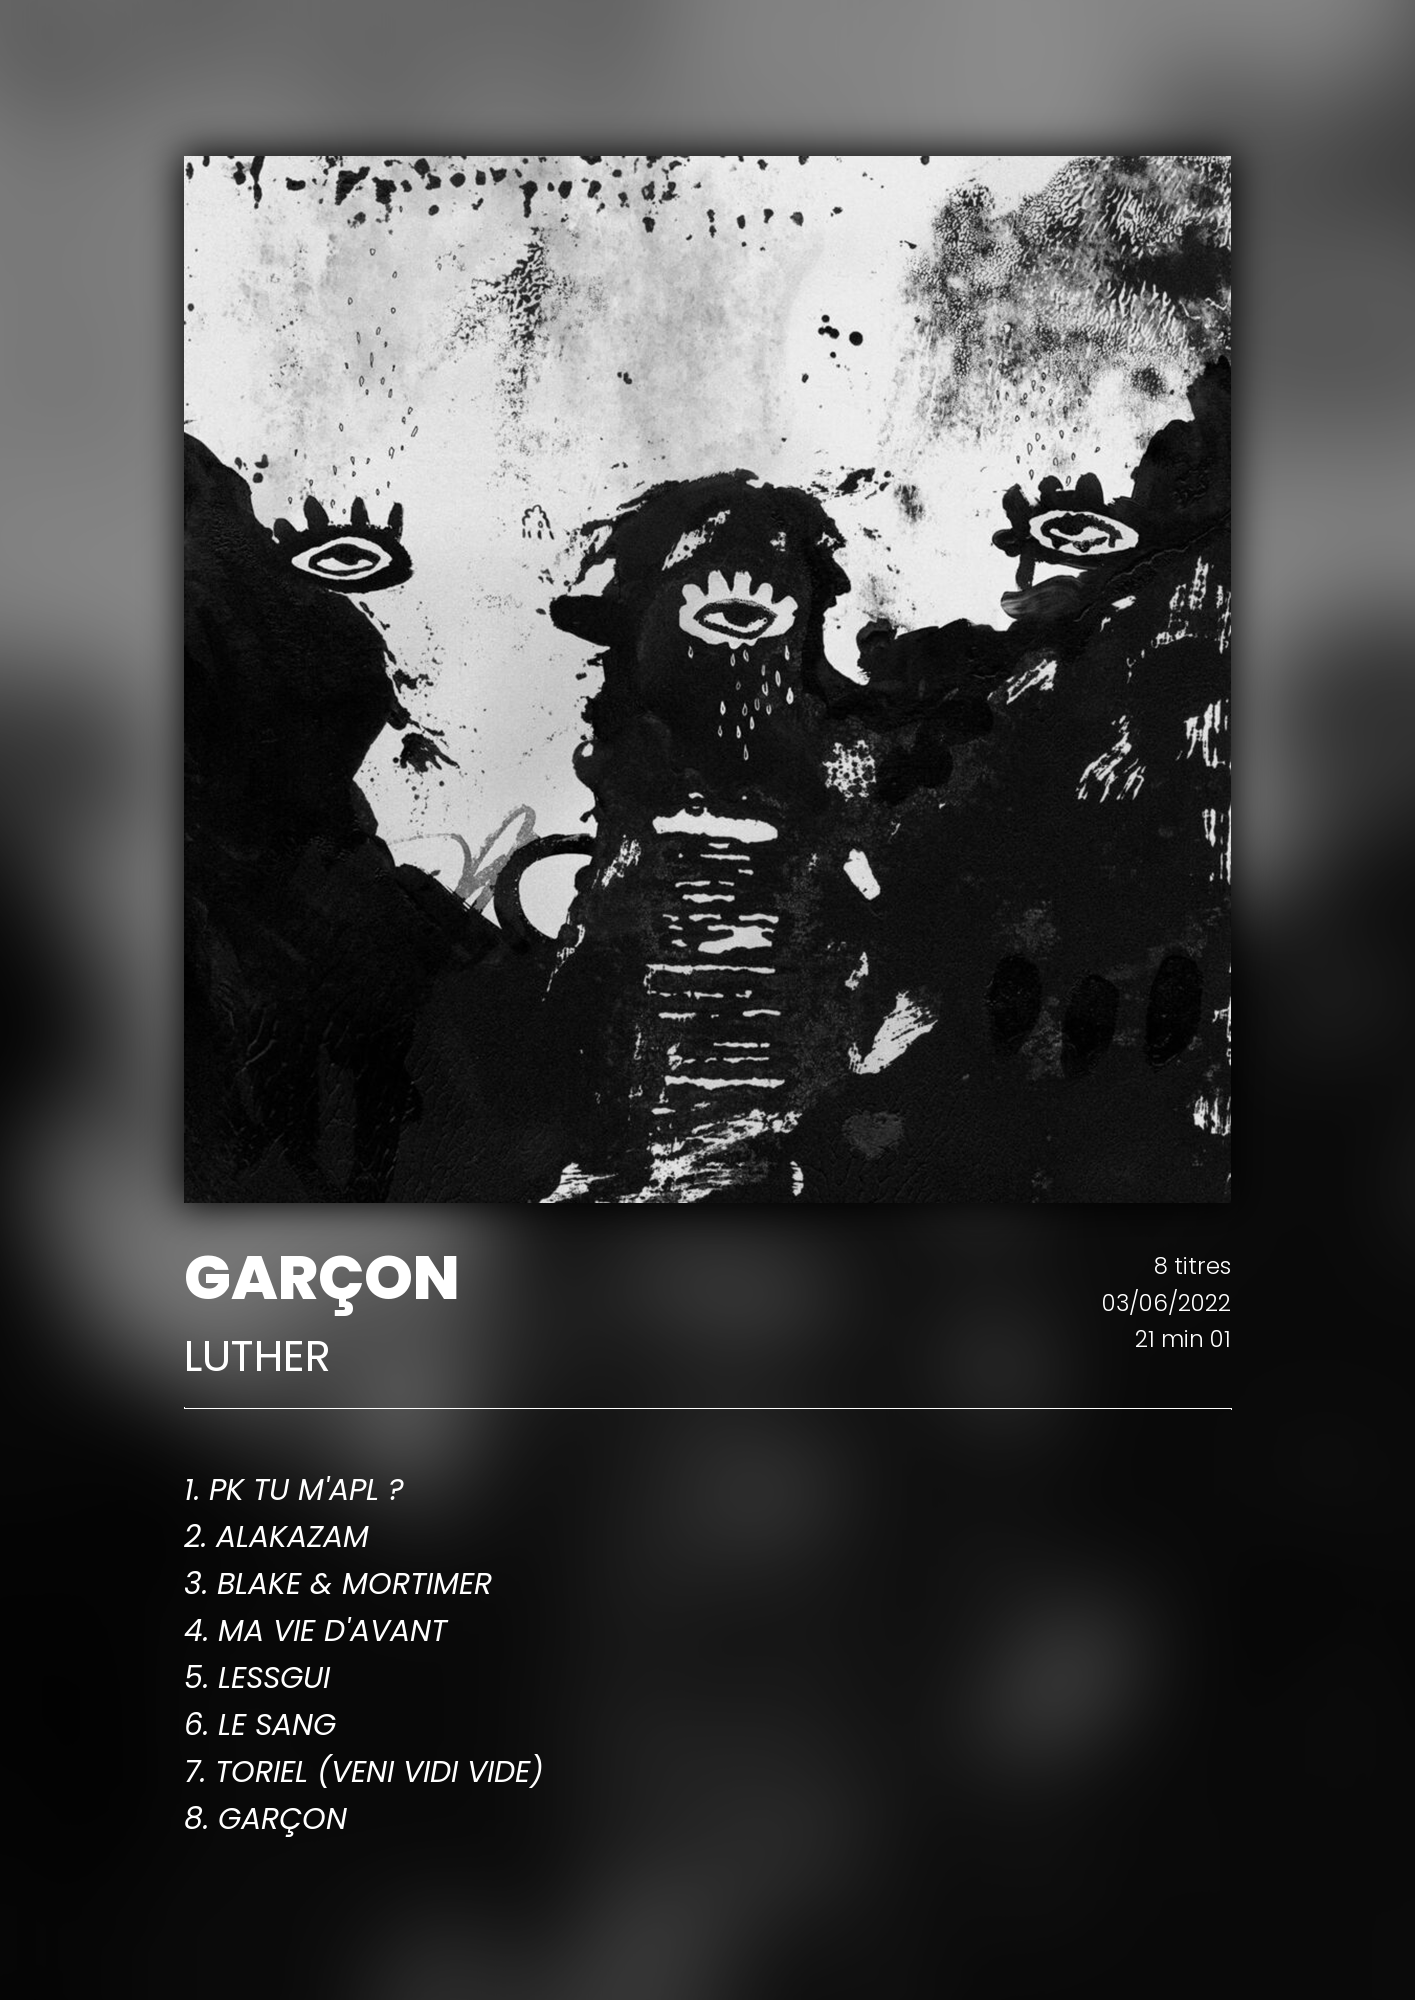 GARÇON
LUTHER
8 titres
03/06/2022
21 min 01
1. PK TU M'APL ?
2. ALAKAZAM
3. BLAKE & MORTIMER
4. MA VIE D'AVANT
5. LESSGUI
6. LE SANG
7. TORIEL (VENI VIDI VIDE)
8. GARÇON